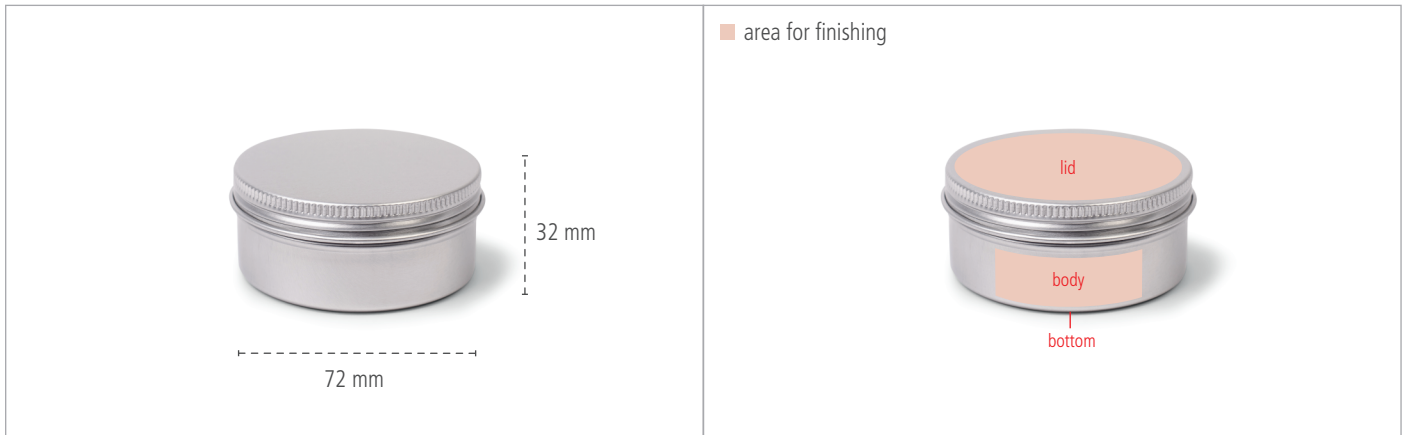 32 mm
72 mm
area for finishing
lid
body
bottom